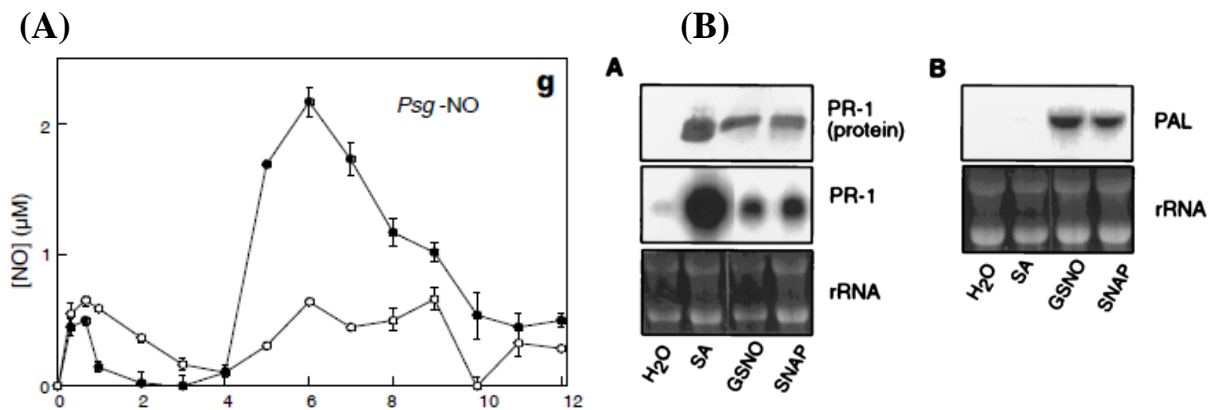 (A)
(B)
g
Psg -NO
[NO] (µM)
2
1
0
0 2 4 6 8 10 12
A
PR-1
(protein)
PR-1
rRNA
H2O SA GSNO SNAP
B
PAL
rRNA
H2O SA GSNO SNAP